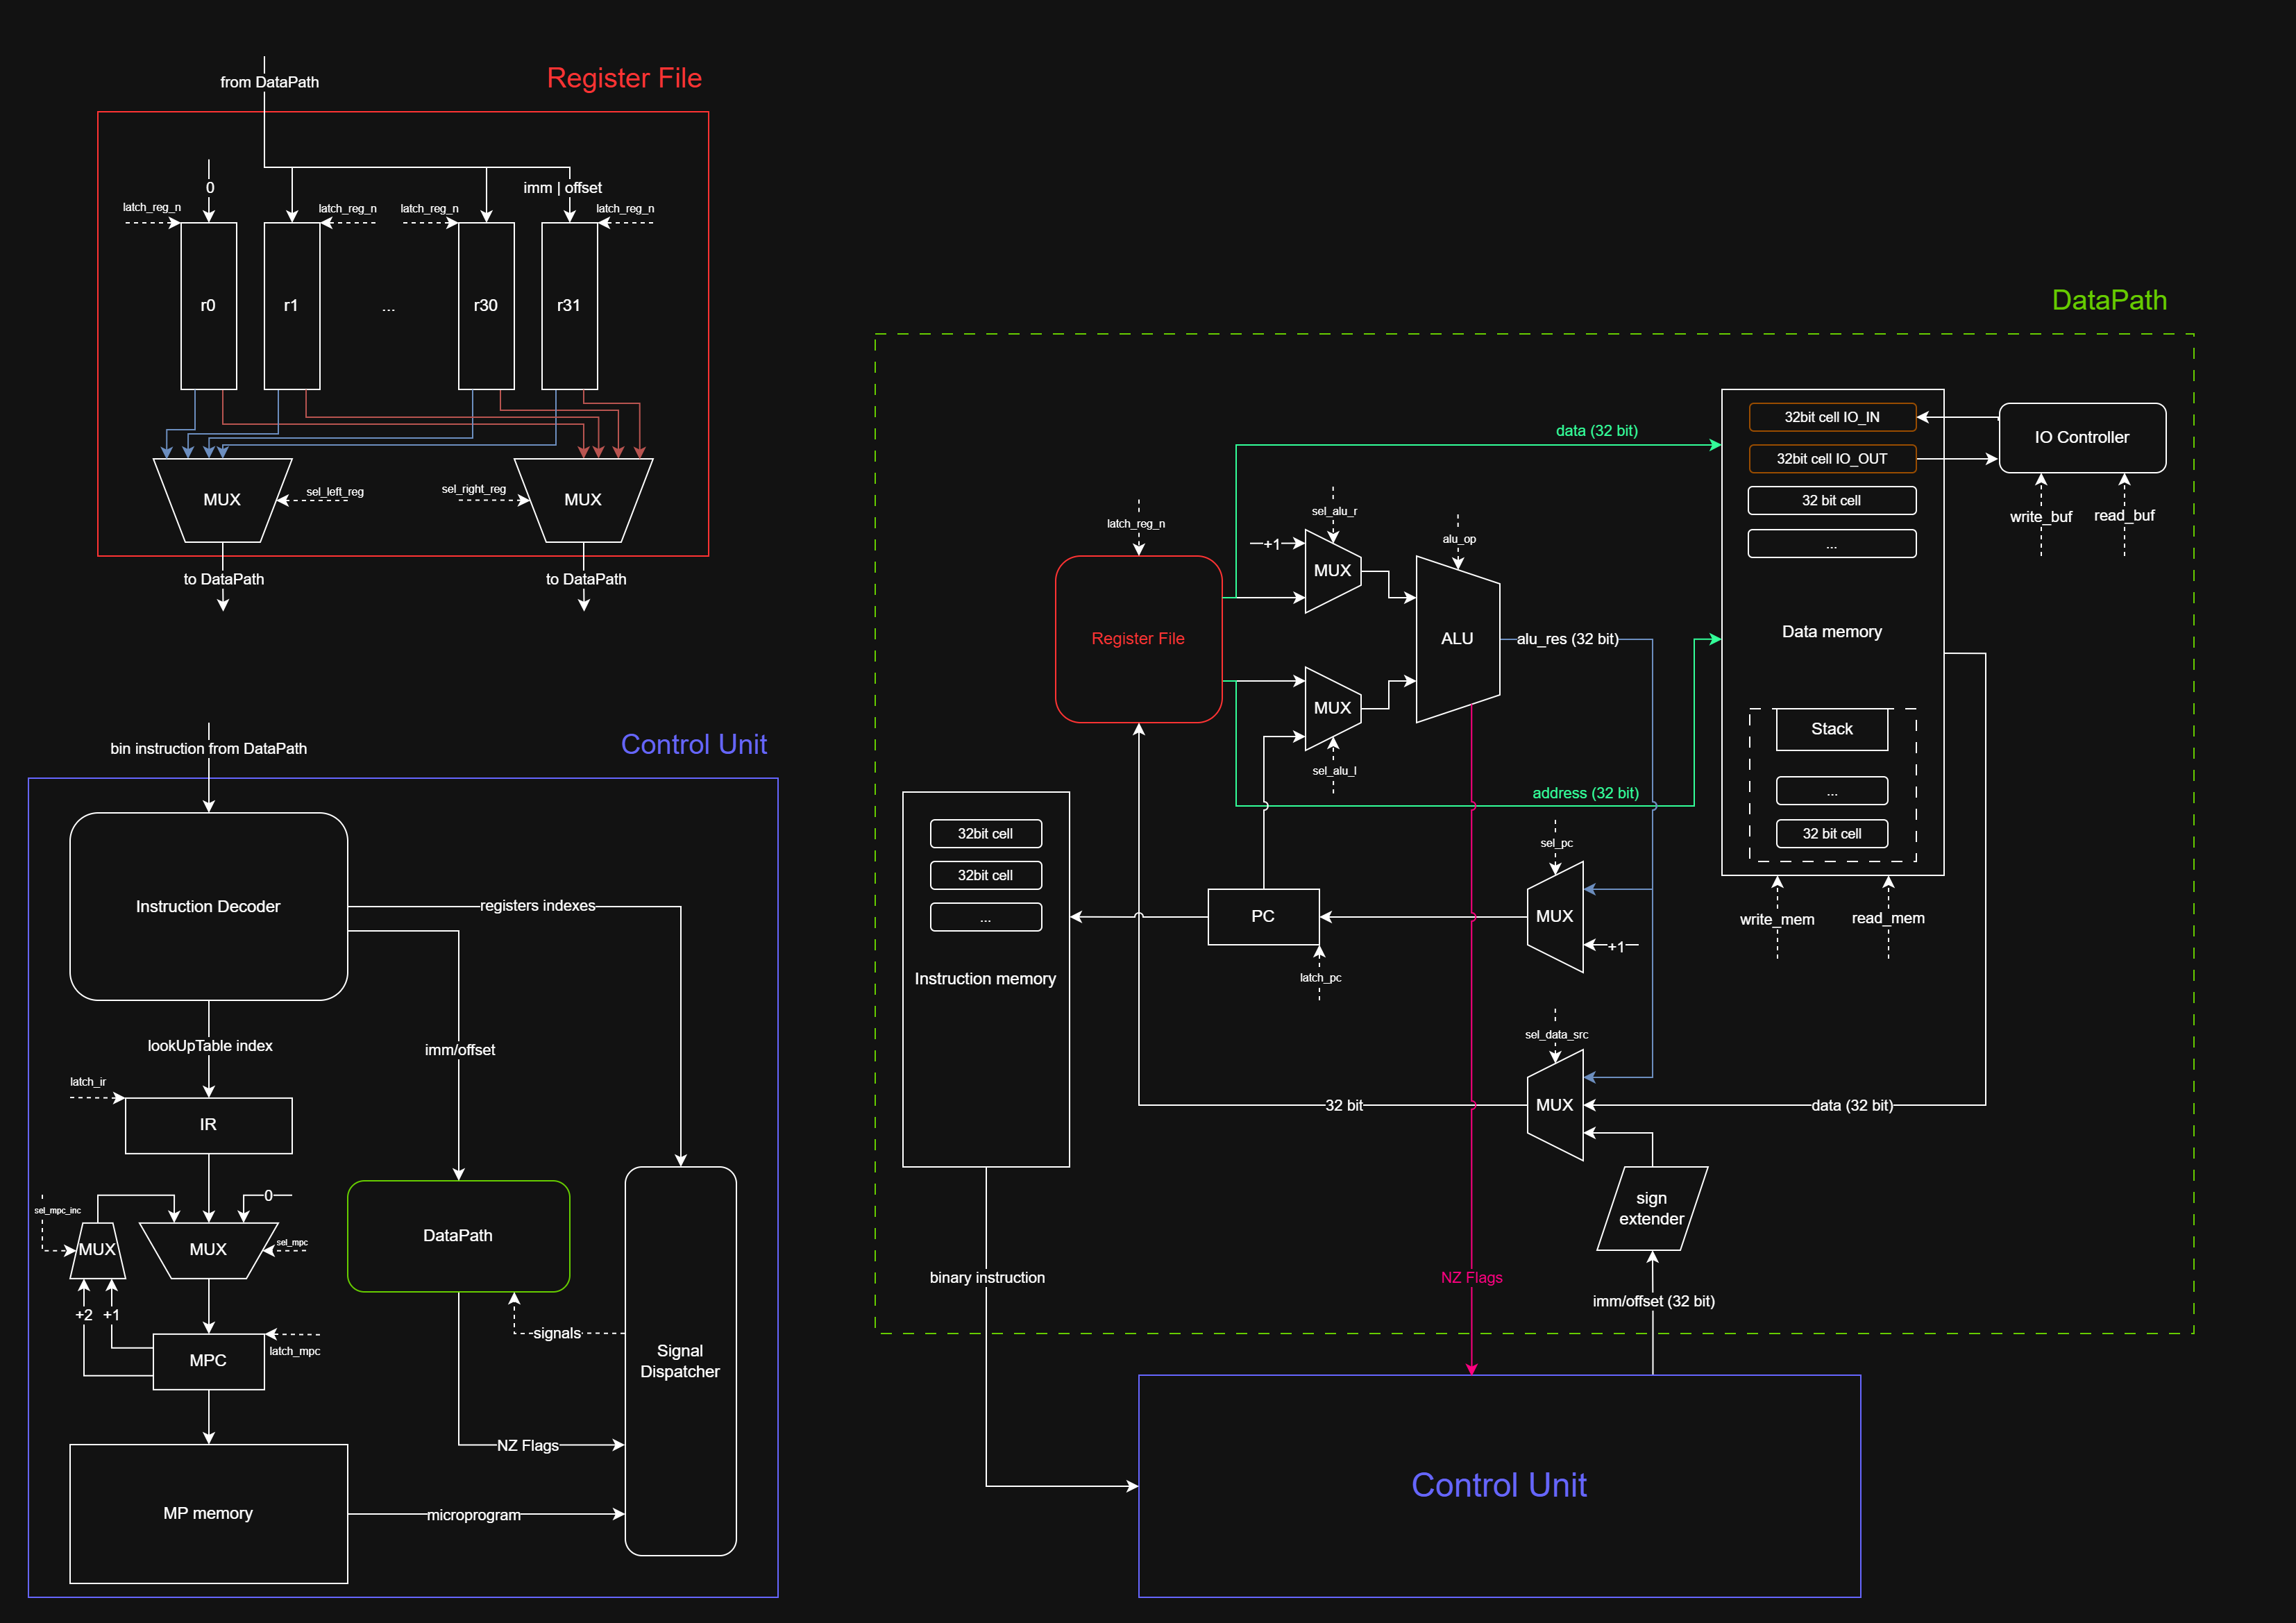 Register File
from DataPath
0
imm | offset
latch_reg_n
latch_reg_n
latch_reg_n
latch_reg_n
r0
r1
...
r30
r31
MUX
sel_left_reg
sel_right_reg
MUX
to DataPath
to DataPath
Control Unit
bin instruction from DataPath
Instruction Decoder
registers indexes
lookUpTable index
imm/offset
latch_ir
IR
0
sel_mpc_inc
MUX
MUX
sel_mpc
DataPath
+2
+1
signals
MPC
latch_mpc
Signal
Dispatcher
NZ Flags
MP memory
microprogram
DataPath
data (32 bit)
32bit cell IO_IN
IO Controller
32bit cell IO_OUT
32 bit cell
...
write_buf
read_buf
latch_reg_n
sel_alu_r
+1
MUX
alu_op
Register File
ALU
alu_res (32 bit)
Data memory
MUX
sel_alu_l
Stack
address (32 bit)
...
32 bit cell
32bit cell
32bit cell
...
Instruction memory
sel_pc
PC
MUX
+1
latch_pc
write_mem
read_mem
sel_data_src
32 bit
MUX
data (32 bit)
sign
extender
binary instruction
NZ Flags
imm/offset (32 bit)
Control Unit